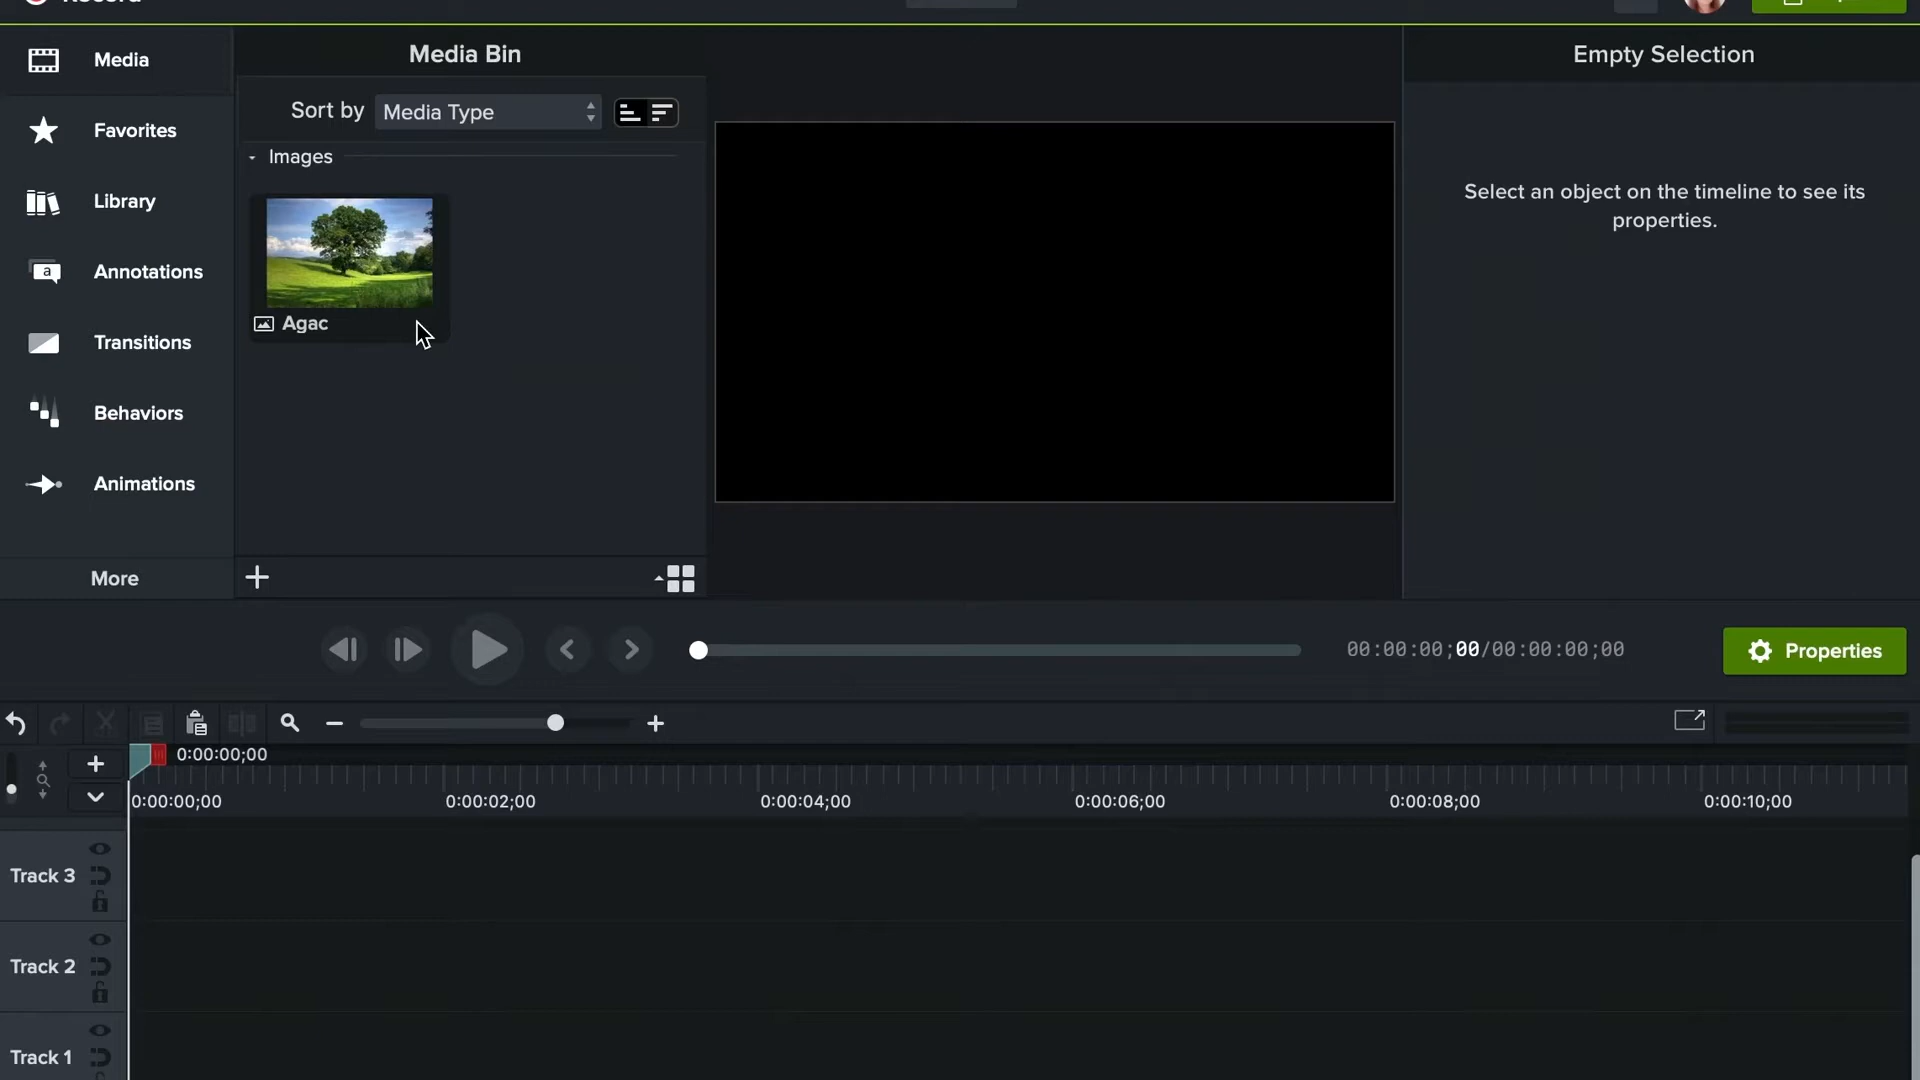 Record
Media
Media Bin
Empty Selection
Sort by Media Type
Favorites
Images
Select an object on the timeline to see its
properties.
Library
Annotations
Agac
Transitions
Behaviors
Animations
More
00:00:00;00/00:00:00;00
Properties
0:00:00;00
0:00:00;00
0:00:02;00
0:00:04;00
0:00:06;00
0:00:08;00
0:00:10;00
Track 3
Track 2
Track 1